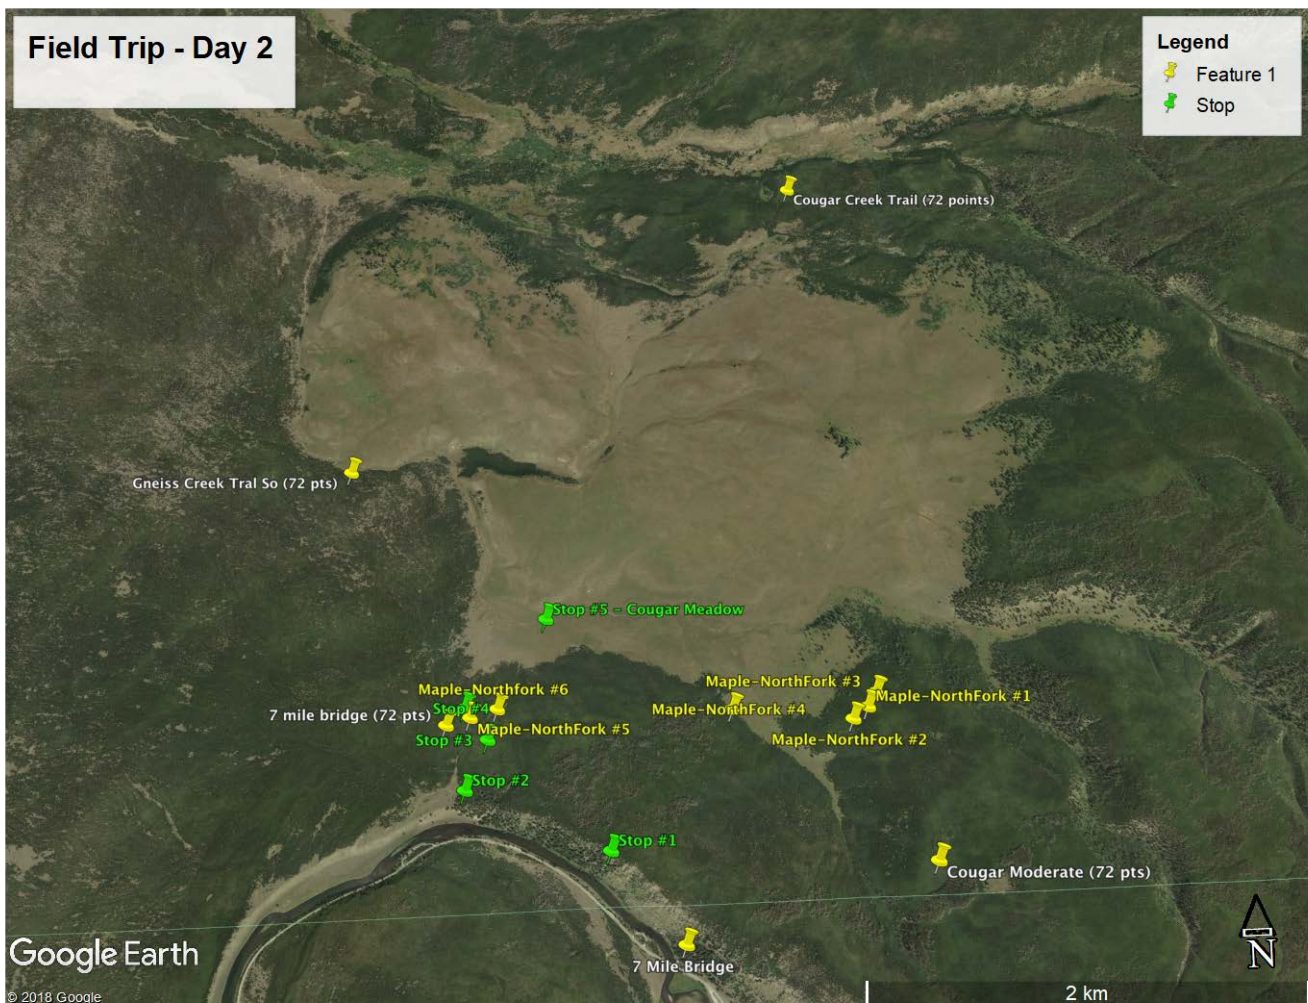 Field Trip - Day 2
Legend
Feature 1
Stop
Cougar Creek Trail (72 points)
Gneiss Creek Tral So (72 pts)
Stop #5 - Cougar Meadow
Maple-NorthFork #3
Maple-Northfork #6
Maple-NorthFork #1
Maple-NorthFork #4
Stop #4
7 mile bridge (72 pts)
Maple-NorthFork #5
Stop #3
Maple-NorthFork #2
Stop #2
Stop #1
Cougar Moderate (72 pts)
7 Mile Bridge
Google Earth
N
© 2018 Google
2 km